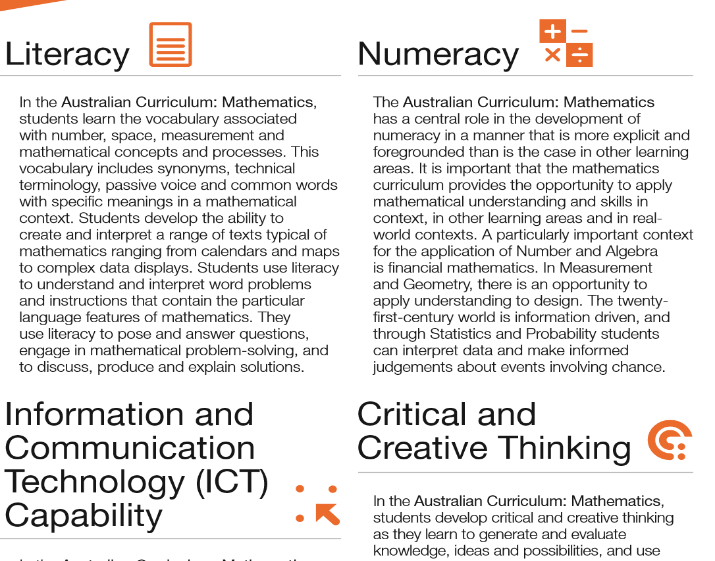 Literacy
In the Australian Curriculum: Mathematics,
students learn the vocabulary associated
with number, space, measurement and
mathematical concepts and processes. This
vocabulary includes synonyms, technical
terminology, passive voice and common words
with specific meanings in a mathematical
context. Students develop the ability to
create and interpret a range of texts typical of
mathematics ranging from calendars and maps
to complex data displays. Students use literacy
to understand and interpret word problems
and instructions that contain the particular
language features of mathematics. They
use literacy to pose and answer questions,
engage in mathematical problem-solving, and
to discuss, produce and explain solutions.
Numeracy
The Australian Curriculum: Mathematics
has a central role in the development of
numeracy in a manner that is more explicit and
foregrounded than is the case in other learning
areas. It is important that the mathematics
curriculum provides the opportunity to apply
mathematical understanding and skills in
context, in other learning areas and in real-
world contexts. A particularly important context
for the application of Number and Algebra
is financial mathematics. In Measurement
and Geometry, there is an opportunity to
apply understanding to design. The twenty-
first-century world is information driven, and
through Statistics and Probability students
can interpret data and make informed
judgements about events involving chance.
Information and
Communication
Technology (ICT)
Capability
Critical and
Creative Thinking
In the Australian Curriculum: Mathematics,
students develop critical and creative thinking
as they learn to generate and evaluate
knowledge, ideas and possibilities, and use